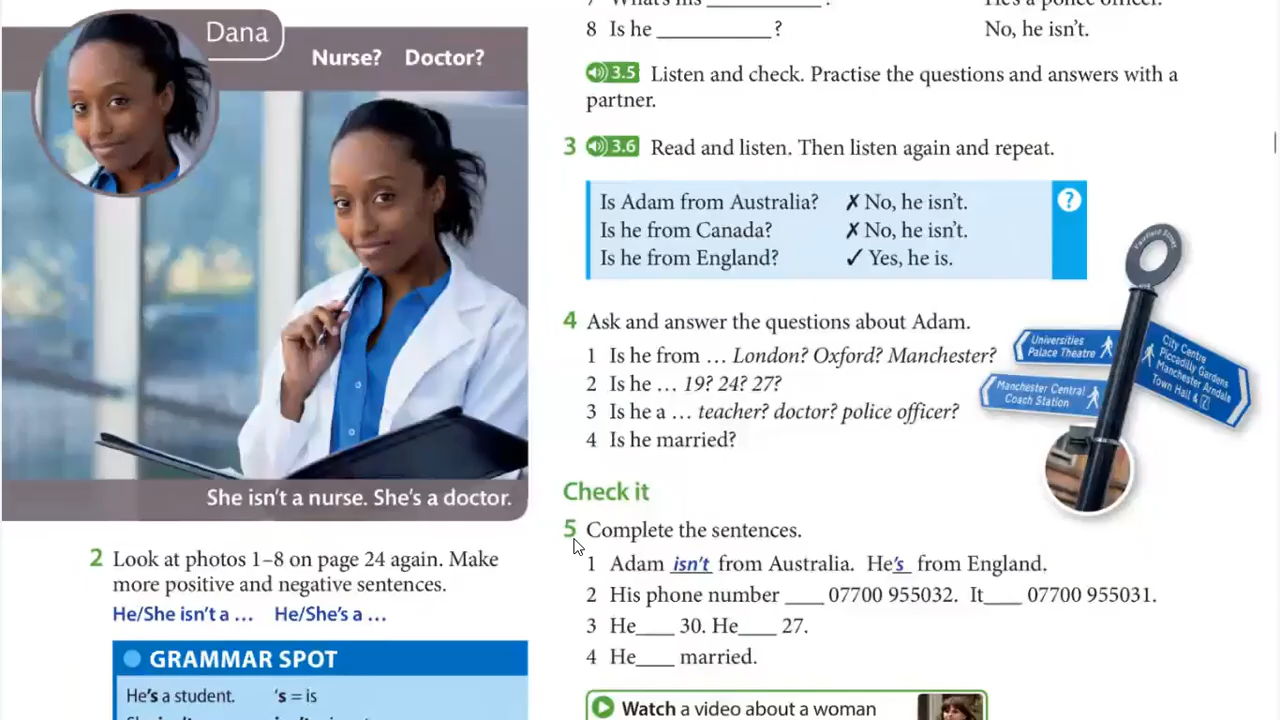 Dana
Nurse? Doctor?
She isn't a nurse. She's a doctor.
2 Look at photos 1–8 on page 24 again. Make
more positive and negative sentences.
He/She isn't a … He/She's a …
GRAMMAR SPOT
He's a student. 's = is
8 Is he ____________? No, he isn't.
3.5 Listen and check. Practise the questions and answers with a
partner.
3 3.6 Read and listen. Then listen again and repeat.
Is Adam from Australia? ✗ No, he isn't.
Is he from Canada? ✗ No, he isn't.
Is he from England? ✓ Yes, he is.
?
4 Ask and answer the questions about Adam.
1 Is he from … London? Oxford? Manchester?
2 Is he … 19? 24? 27?
3 Is he a … teacher? doctor? police officer?
4 Is he married?
Universities
Palace Theatre
Manchester Central
Coach Station
City Centre
Piccadilly Gardens
Manchester Arndale
Town Hall &
Check it
5 Complete the sentences.
1 Adam isn't from Australia. He's from England.
2 His phone number ____ 07700 955032. It____ 07700 955031.
3 He____ 30. He____ 27.
4 He____ married.
Watch a video about a woman